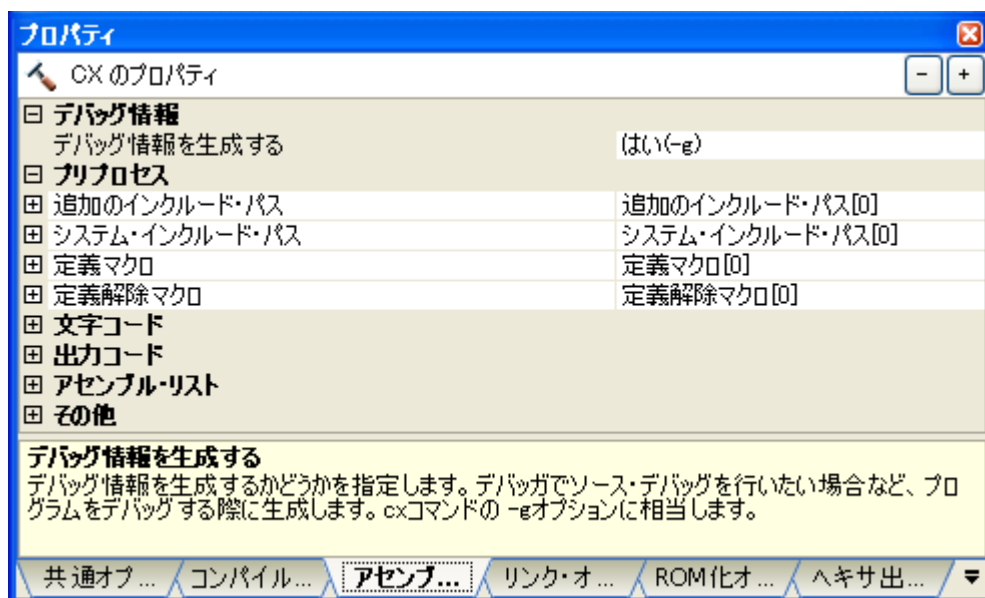 プロパティ
CX のプロパティ
デバッグ情報
デバッグ情報を生成する はい(-g)
プリプロセス
追加のインクルード・パス 追加のインクルード・パス[0]
システム・インクルード・パス システム・インクルード・パス[0]
定義マクロ 定義マクロ[0]
定義解除マクロ 定義解除マクロ[0]
文字コード
出力コード
アセンブル・リスト
その他
デバッグ情報を生成する
デバッグ情報を生成するかどうかを指定します。デバッガでソース・デバッグを行いたい場合など、プロ
グラムをデバッグする際に生成します。cxコマンドの -gオプションに相当します。
共通オプ... コンパイル... アセンブ... リンク・オ... ROM化オ... ヘキサ出...